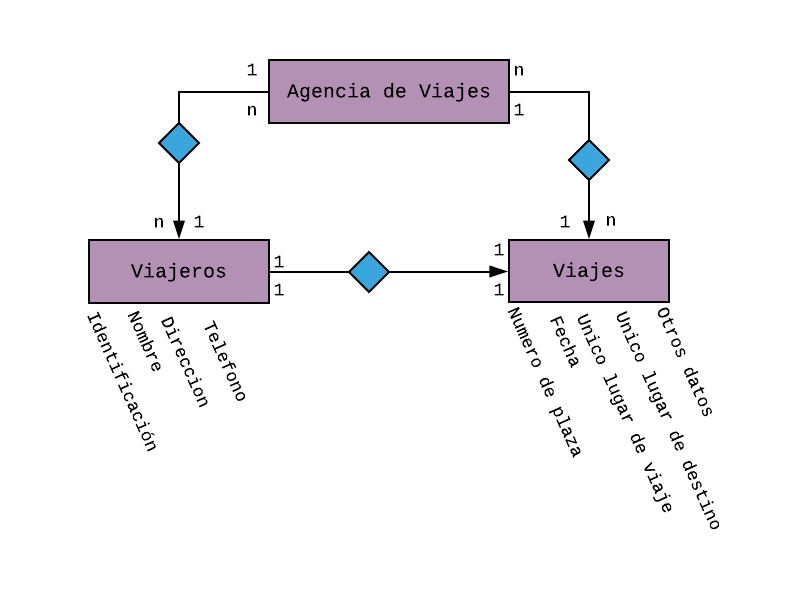 1
Agencia de Viajes
n
n
1
n
1
1
n
Viajeros
1
1
1
1
Viajes
Identificación
Nombre
Direccion
Telefono
Numero de plaza
Fecha
Unico lugar de viaje
Unico lugar de destino
Otros datos